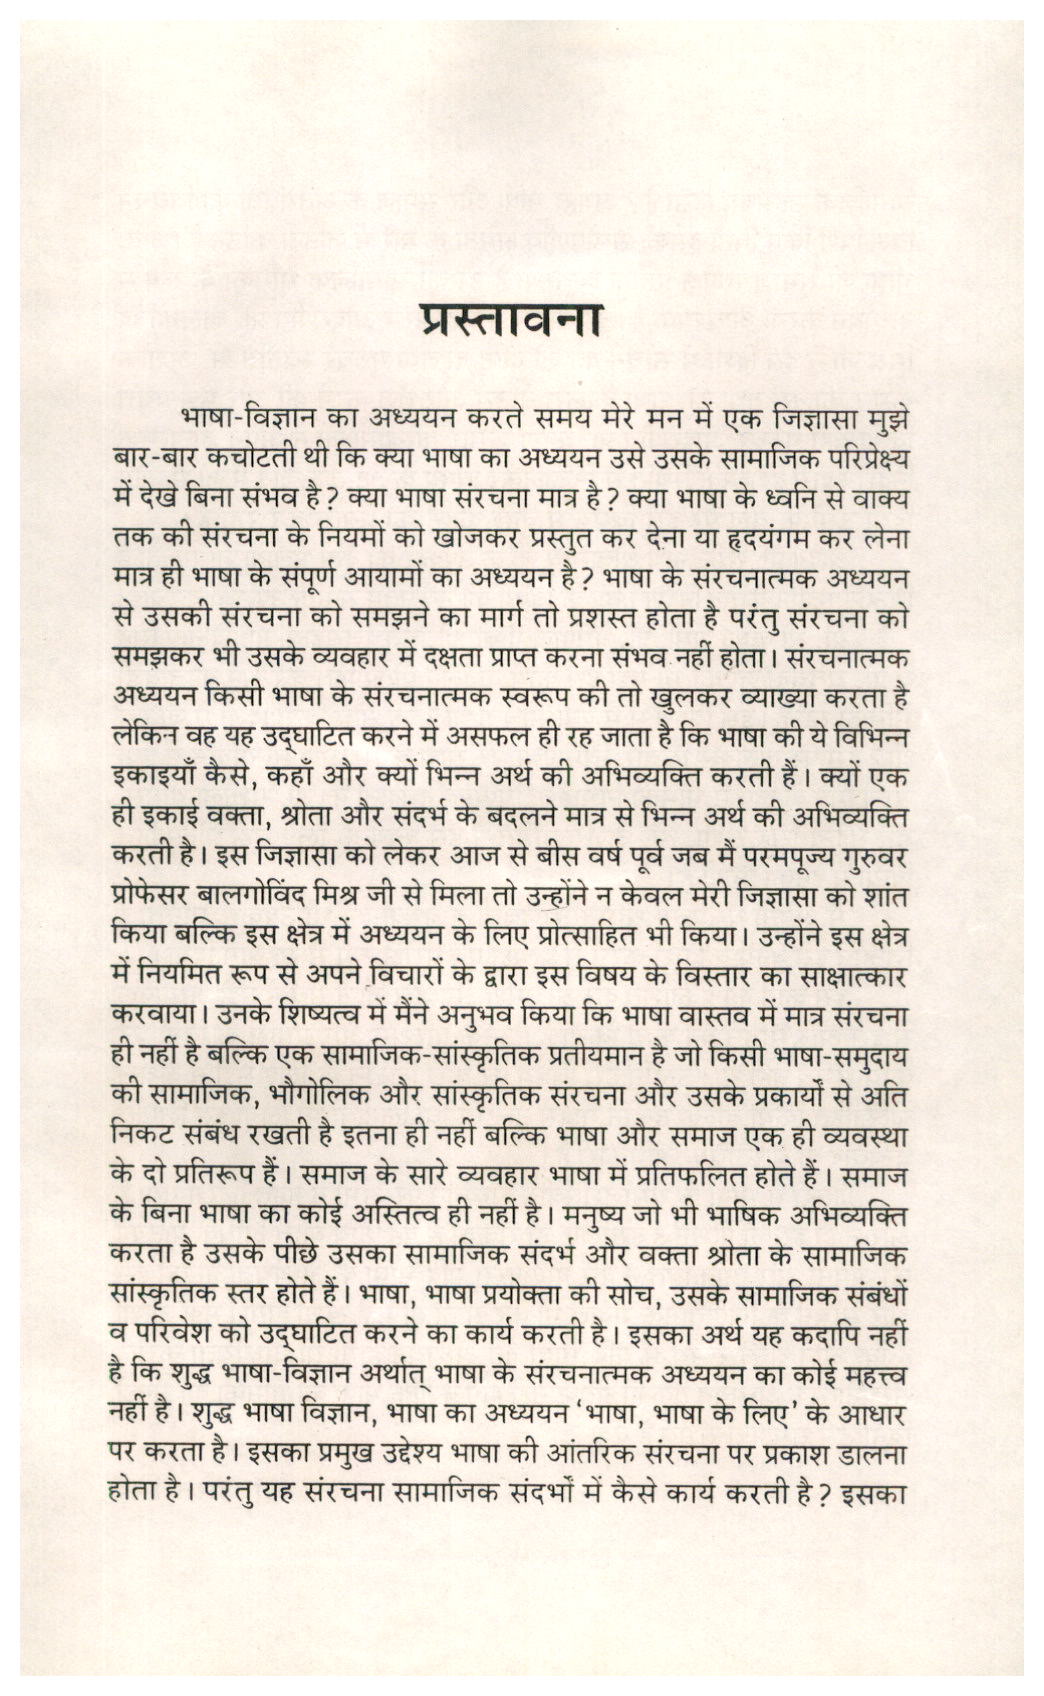 प्रस्तावना
भाषा-विज्ञान का अध्ययन करते समय मेरे मन में एक जिज्ञासा मुझे
बार-बार कचोटती थी कि क्या भाषा का अध्ययन उसे उसके सामाजिक परिप्रेक्ष्य
में देखे बिना संभव है? क्या भाषा संरचना मात्र है? क्या भाषा के ध्वनि से वाक्य
तक की संरचना के नियमों को खोजकर प्रस्तुत कर देना या हृदयंगम कर लेना
मात्र ही भाषा के संपूर्ण आयामों का अध्ययन है? भाषा के संरचनात्मक अध्ययन
से उसकी संरचना को समझने का मार्ग तो प्रशस्त होता है परंतु संरचना को
समझकर भी उसके व्यवहार में दक्षता प्राप्त करना संभव नहीं होता। संरचनात्मक
अध्ययन किसी भाषा के संरचनात्मक स्वरूप की तो खुलकर व्याख्या करता है
लेकिन वह यह उद्‌घाटित करने में असफल ही रह जाता है कि भाषा की ये विभिन्न
इकाइयाँ कैसे, कहाँ और क्यों भिन्न अर्थ की अभिव्यक्ति करती हैं। क्यों एक
ही इकाई वक्ता, श्रोता और संदर्भ के बदलने मात्र से भिन्न अर्थ की अभिव्यक्ति
करती है। इस जिज्ञासा को लेकर आज से बीस वर्ष पूर्व जब मैं परमपूज्य गुरुवर
प्रोफेसर बालगोविंद मिश्र जी से मिला तो उन्होंने न केवल मेरी जिज्ञासा को शांत
किया बल्कि इस क्षेत्र में अध्ययन के लिए प्रोत्साहित भी किया। उन्होंने इस क्षेत्र
में नियमित रूप से अपने विचारों के द्वारा इस विषय के विस्तार का साक्षात्कार
करवाया। उनके शिष्यत्व में मैंने अनुभव किया कि भाषा वास्तव में मात्र संरचना
ही नहीं है बल्कि एक सामाजिक-सांस्कृतिक प्रतीयमान है जो किसी भाषा-समुदाय
की सामाजिक, भौगोलिक और सांस्कृतिक संरचना और उसके प्रकार्यों से अति
निकट संबंध रखती है इतना ही नहीं बल्कि भाषा और समाज एक ही व्यवस्था
के दो प्रतिरूप हैं। समाज के सारे व्यवहार भाषा में प्रतिफलित होते हैं। समाज
के बिना भाषा का कोई अस्तित्व ही नहीं है। मनुष्य जो भी भाषिक अभिव्यक्ति
करता है उसके पीछे उसका सामाजिक संदर्भ और वक्ता श्रोता के सामाजिक
सांस्कृतिक स्तर होते हैं। भाषा, भाषा प्रयोक्ता की सोच, उसके सामाजिक संबंधों
व परिवेश को उद्‌घाटित करने का कार्य करती है। इसका अर्थ यह कदापि नहीं
है कि शुद्ध भाषा-विज्ञान अर्थात् भाषा के संरचनात्मक अध्ययन का कोई महत्त्व
नहीं है। शुद्ध भाषा विज्ञान, भाषा का अध्ययन ‘भाषा, भाषा के लिए’ के आधार
पर करता है। इसका प्रमुख उद्देश्य भाषा की आंतरिक संरचना पर प्रकाश डालना
होता है। परंतु यह संरचना सामाजिक संदर्भों में कैसे कार्य करती है? इसका